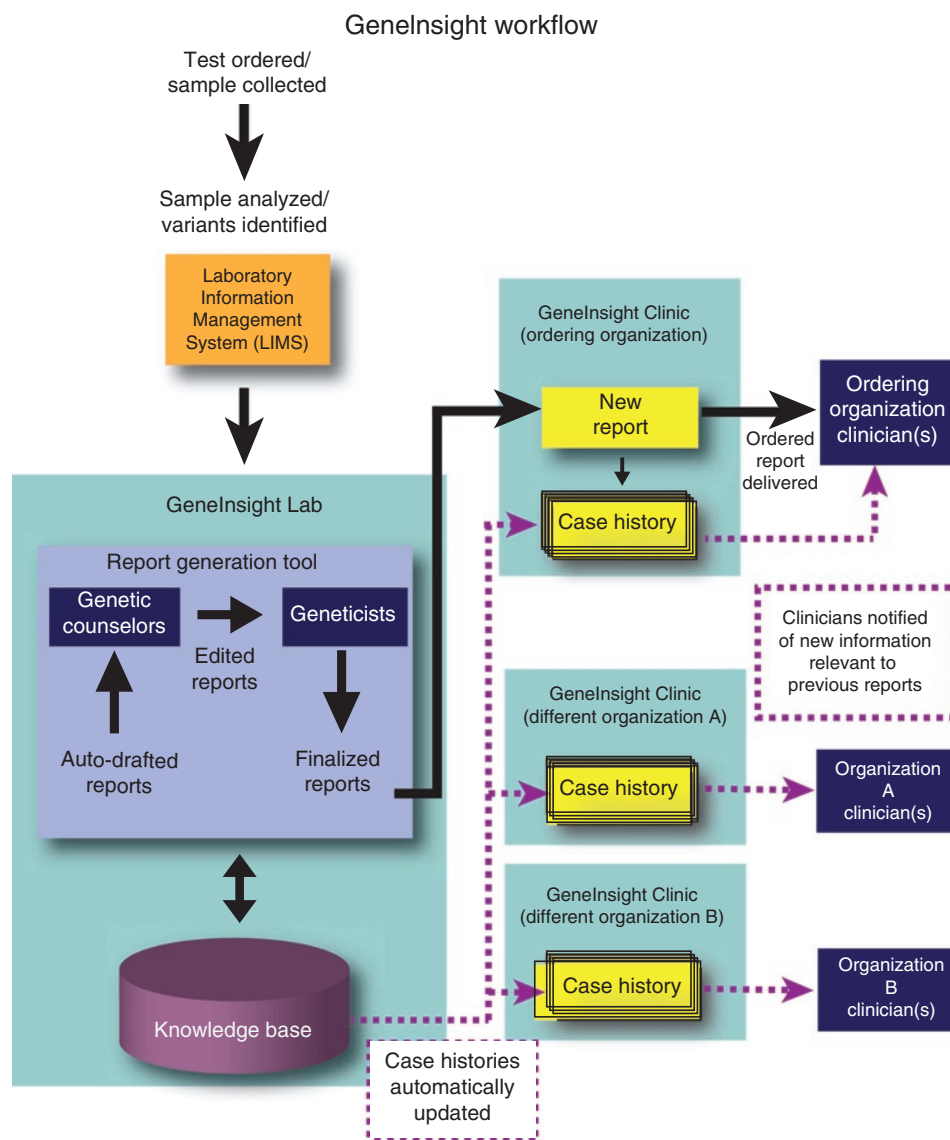 GeneInsight workflow
Test ordered/
sample collected
Sample analyzed/
variants identified
Laboratory
Information
Management
System (LIMS)
GeneInsight Lab
Report generation tool
Genetic
counselors
Edited
reports
Geneticists
Auto-drafted
reports
Finalized
reports
Knowledge base
GeneInsight Clinic
(ordering organization)
New
report
Case history
Ordered
report
delivered
Ordering
organization
clinician(s)
Clinicians notified
of new information
relevant to
previous reports
GeneInsight Clinic
(different organization A)
Case history
Organization
A
clinician(s)
GeneInsight Clinic
(different organization B)
Case history
Organization
B
clinician(s)
Case histories
automatically
updated